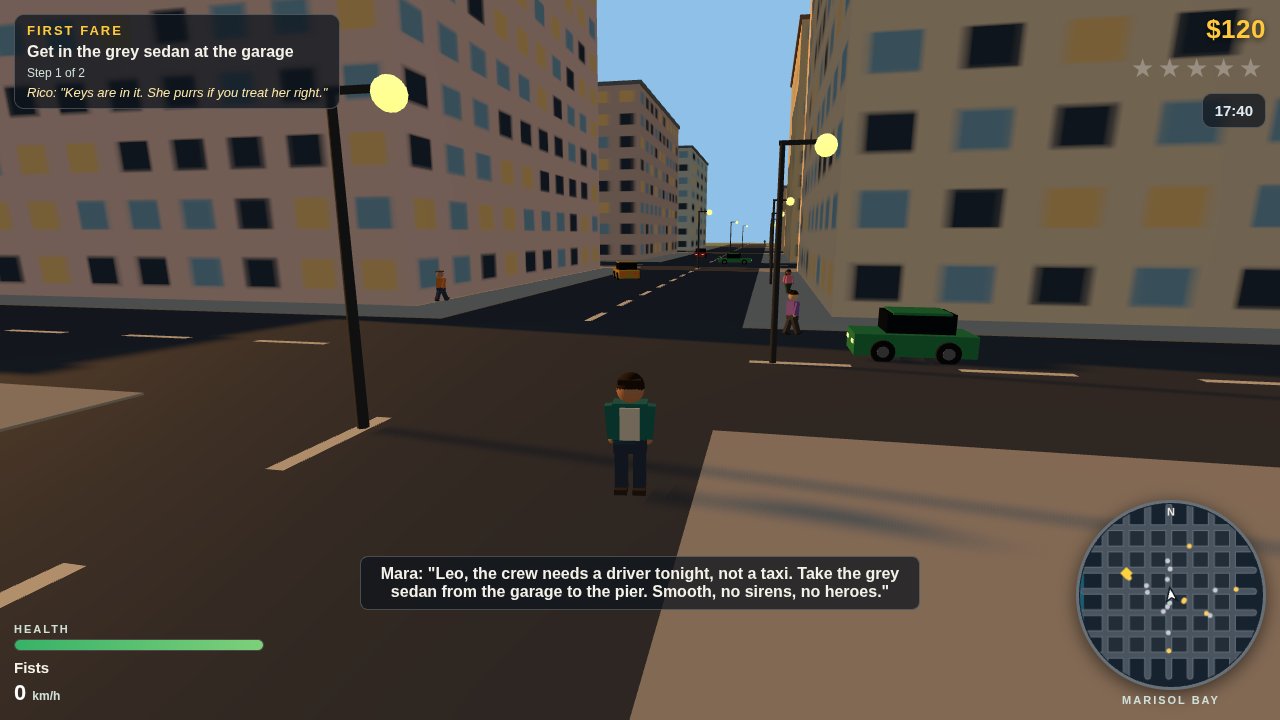 FIRST FARE
Get in the grey sedan at the garage
Step 1 of 2
Rico: "Keys are in it. She purrs if you treat her right."
$120
★★★★★
17:40
Mara: "Leo, the crew needs a driver tonight, not a taxi. Take the grey
sedan from the garage to the pier. Smooth, no sirens, no heroes."
HEALTH
Fists
0 km/h
N
MARISOL BAY